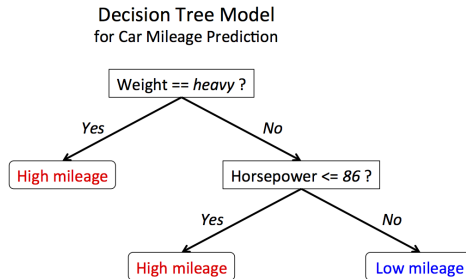 Decision Tree Model
for Car Mileage Prediction
Weight == heavy ?
Yes
No
High mileage
Horsepower <= 86 ?
Yes
No
High mileage
Low mileage